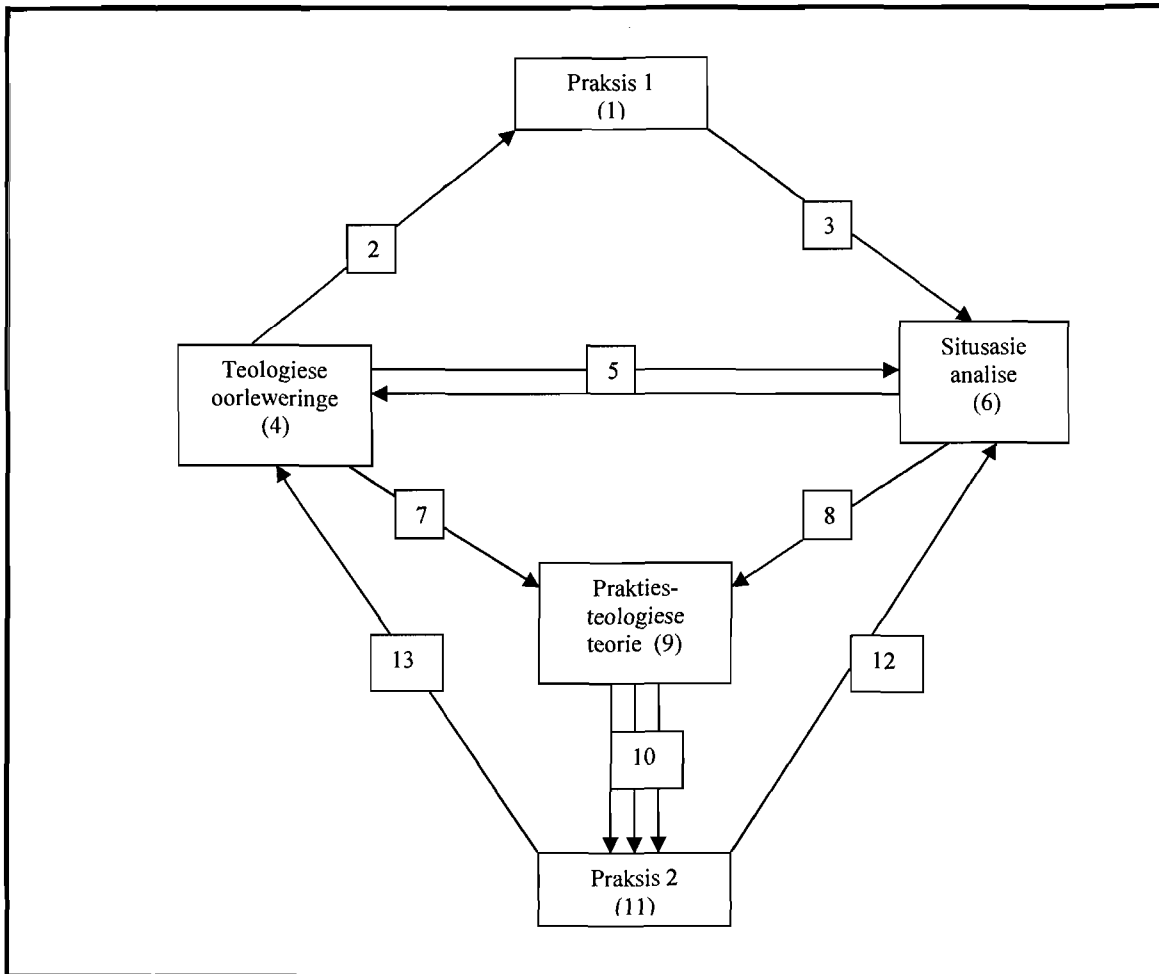 Praksis 1
(1)
2
3
Teologiese
oorleweringe
(4)
5
Situsasie
analise
(6)
7
8
Prakties-
teologiese
teorie (9)
13
12
10
Praksis 2
(11)